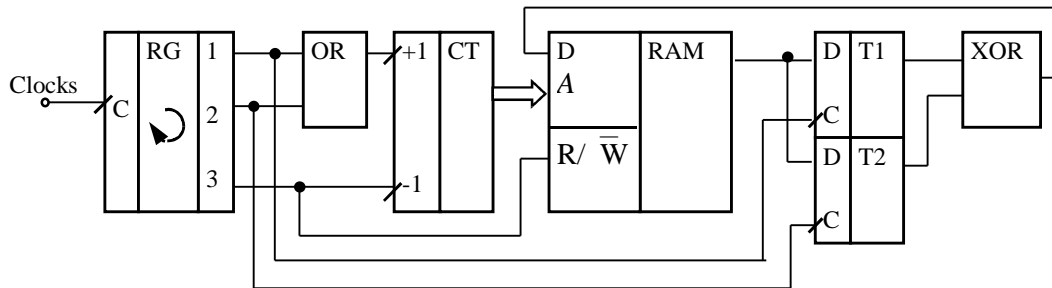 Clocks
C
RG
1
2
3
OR
+1
-1
CT
D
A
R/ W̅
RAM
D
T1
C
D
T2
C
XOR